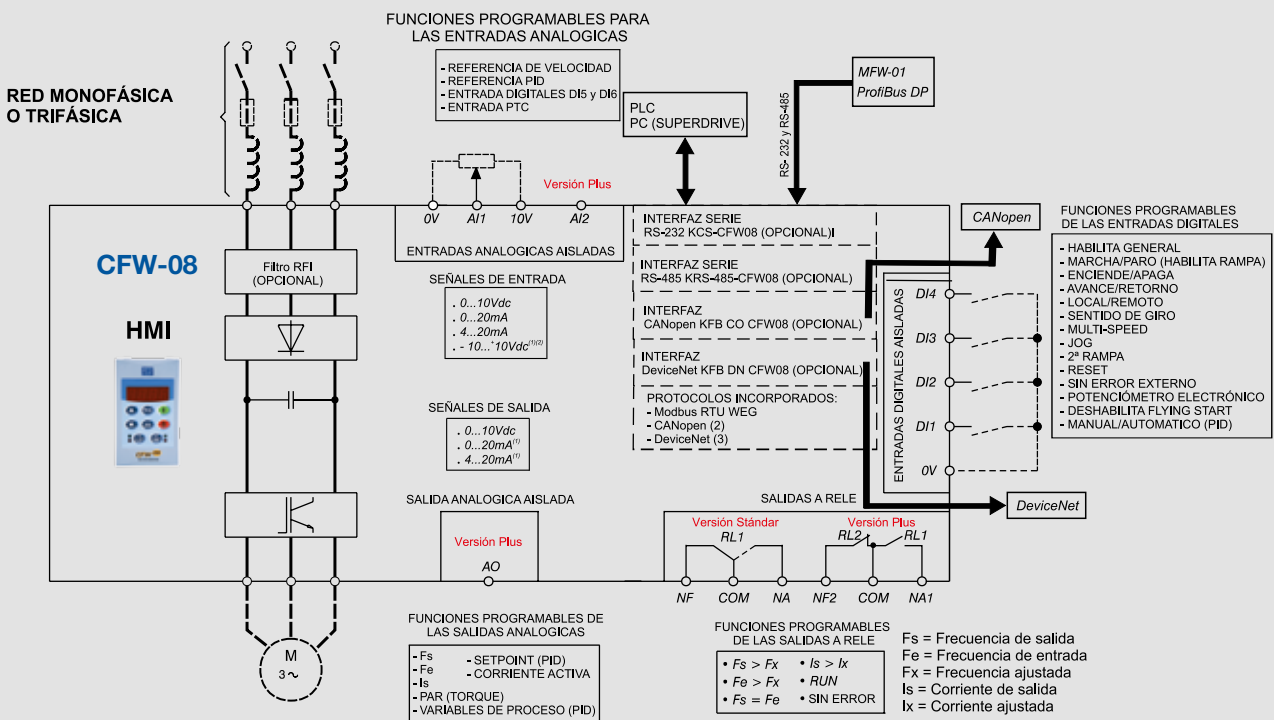 FUNCIONES PROGRAMABLES PARA
LAS ENTRADAS ANALOGICAS
- REFERENCIA DE VELOCIDAD
- REFERENCIA PID
- ENTRADA DIGITALES DI5 y DI6
- ENTRADA PTC
RED MONOFÁSICA
O TRIFÁSICA
PLC
PC (SUPERDRIVE)
RS- 232 y RS-485
MFW-01
ProfiBus DP
Versión Plus
0V AI1 10V AI2
ENTRADAS ANALOGICAS AISLADAS
CFW-08
HMI
Filtro RFI
(OPCIONAL)
SEÑALES DE ENTRADA
. 0...10Vdc
. 0...20mA
. 4...20mA
. - 10...+10Vdc(1)(2)
SEÑALES DE SALIDA
. 0...10Vdc
. 0...20mA(1)
. 4...20mA(1)
INTERFAZ SERIE
RS-232 KCS-CFW08 (OPCIONAL)I
INTERFAZ SERIE
RS-485 KRS-485-CFW08 (OPCIONAL)
INTERFAZ
CANopen KFB CO CFW08 (OPCIONAL)
INTERFAZ
DeviceNet KFB DN CFW08 (OPCIONAL)
PROTOCOLOS INCORPORADOS:
- Modbus RTU WEG
- CANopen (2)
- DeviceNet (3)
ENTRADAS DIGITALES AISLADAS
DI4
DI3
DI2
DI1
0V
CANopen
DeviceNet
FUNCIONES PROGRAMABLES
DE LAS ENTRADAS DIGITALES
- HABILITA GENERAL
- MARCHA/PARO (HABILITA RAMPA)
- ENCIENDE/APAGA
- AVANCE/RETORNO
- LOCAL/REMOTO
- SENTIDO DE GIRO
- MULTI-SPEED
- JOG
- 2ª RAMPA
- RESET
- SIN ERROR EXTERNO
- POTENCIÓMETRO ELECTRÓNICO
- DESHABILITA FLYING START
- MANUAL/AUTOMATICO (PID)
SALIDA ANALOGICA AISLADA
Versión Plus
AO
SALIDAS A RELE
Versión Stándar
RL1
Versión Plus
RL2 RL1
NF COM NA NF2 COM NA1
M
3~
FUNCIONES PROGRAMABLES DE
LAS SALIDAS ANALOGICAS
- Fs
- Fe
- Is
- PAR (TORQUE)
- VARIABLES DE PROCESO (PID)
- SETPOINT (PID)
- CORRIENTE ACTIVA
FUNCIONES PROGRAMABLES
DE LAS SALIDAS A RELE
• Fs > Fx
• Fe > Fx
• Fs = Fe
• Is > Ix
• RUN
• SIN ERROR
Fs = Frecuencia de salida
Fe = Frecuencia de entrada
Fx = Frecuencia ajustada
Is = Corriente de salida
Ix = Corriente ajustada